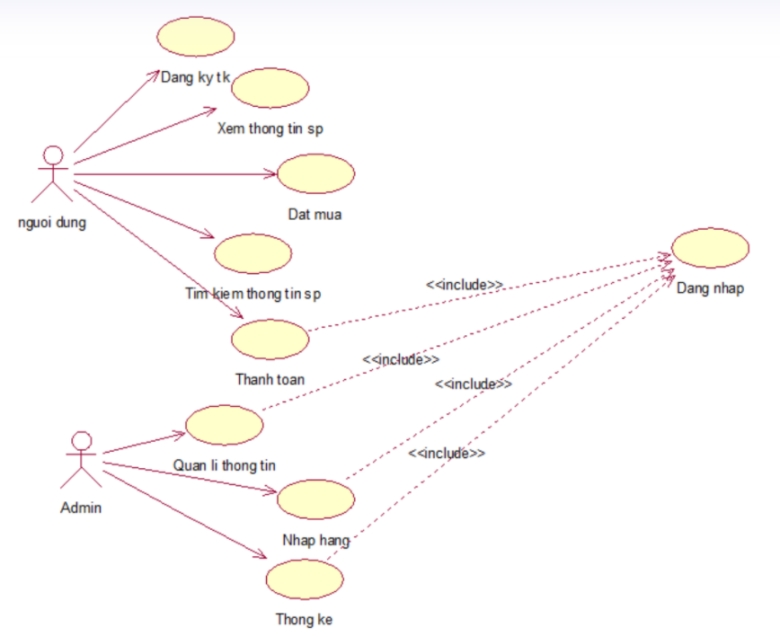 Dang ky tk
Xem thong tin sp
nguoi dung
Dat mua
Tim kiem thong tin sp
<<include>>
Dang nhap
Thanh toan
<<include>>
<<include>>
Quan li thong tin
<<include>>
Admin
Nhap hang
Thong ke